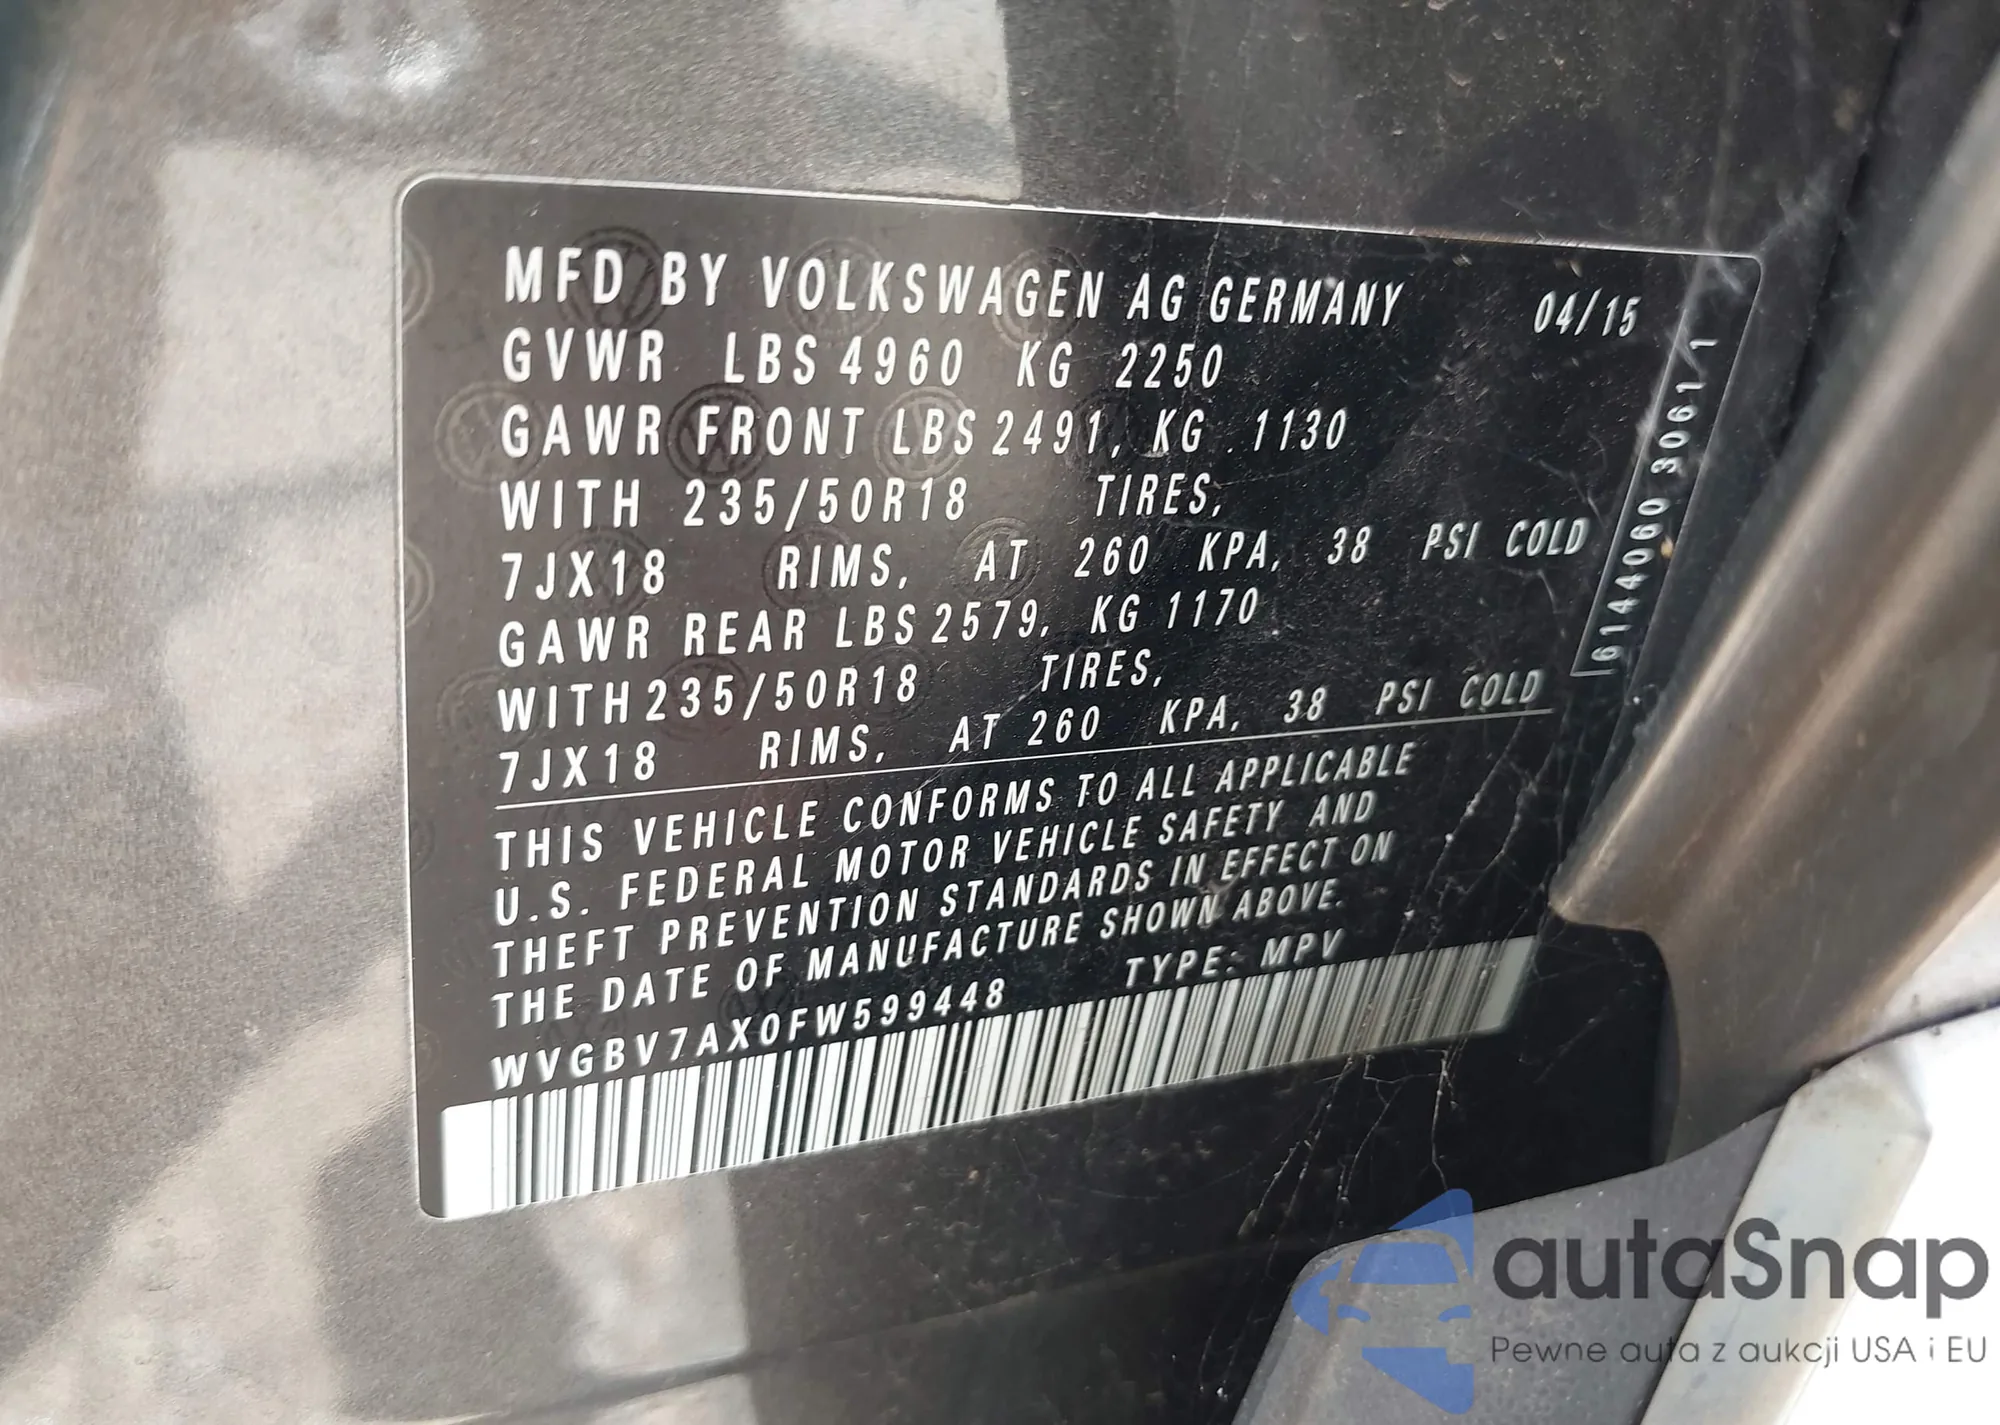 MFD BY VOLKSWAGEN AG GERMANY 04/15
GVWR LBS 4960 KG 2250
GAWR FRONT LBS 2491, KG 1130
WITH 235/50R18 TIRES,
7JX18 RIMS, AT 260 KPA, 38 PSI COLD
GAWR REAR LBS 2579, KG 1170
WITH 235/50R18 TIRES,
7JX18 RIMS, AT 260 KPA, 38 PSI COLD
THIS VEHICLE CONFORMS TO ALL APPLICABLE
U.S. FEDERAL MOTOR VEHICLE SAFETY AND
THEFT PREVENTION STANDARDS IN EFFECT ON
THE DATE OF MANUFACTURE SHOWN ABOVE.
WVGBV7AX0FW599448 TYPE: MPV
6144060 3061/1
autaSnap
Pewne auta z aukcji USA i EU